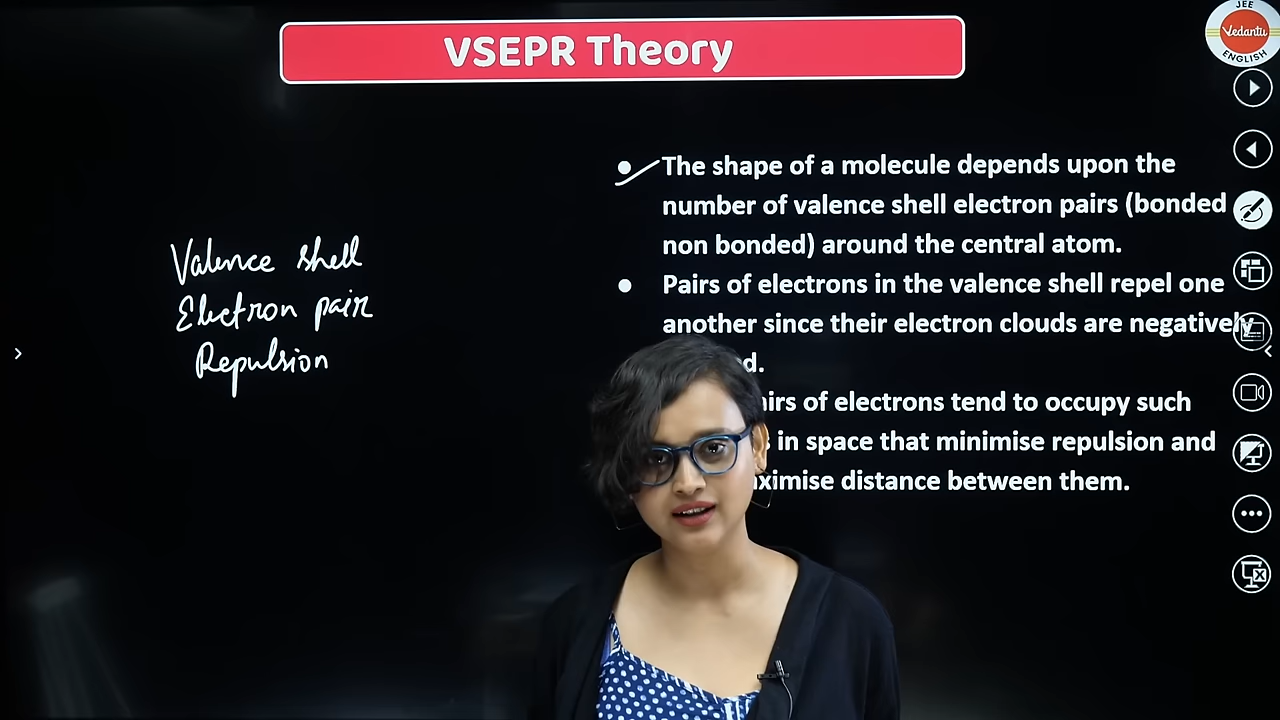 VSEPR Theory
JEE
Vedantu
ENGLISH
Valence shell
Electron pair
Repulsion
The shape of a molecule depends upon the
number of valence shell electron pairs (bonded
non bonded) around the central atom.
Pairs of electrons in the valence shell repel one
another since their electron clouds are negatively
of electrons tend to occupy such
in space that minimise repulsion and
distance between them.